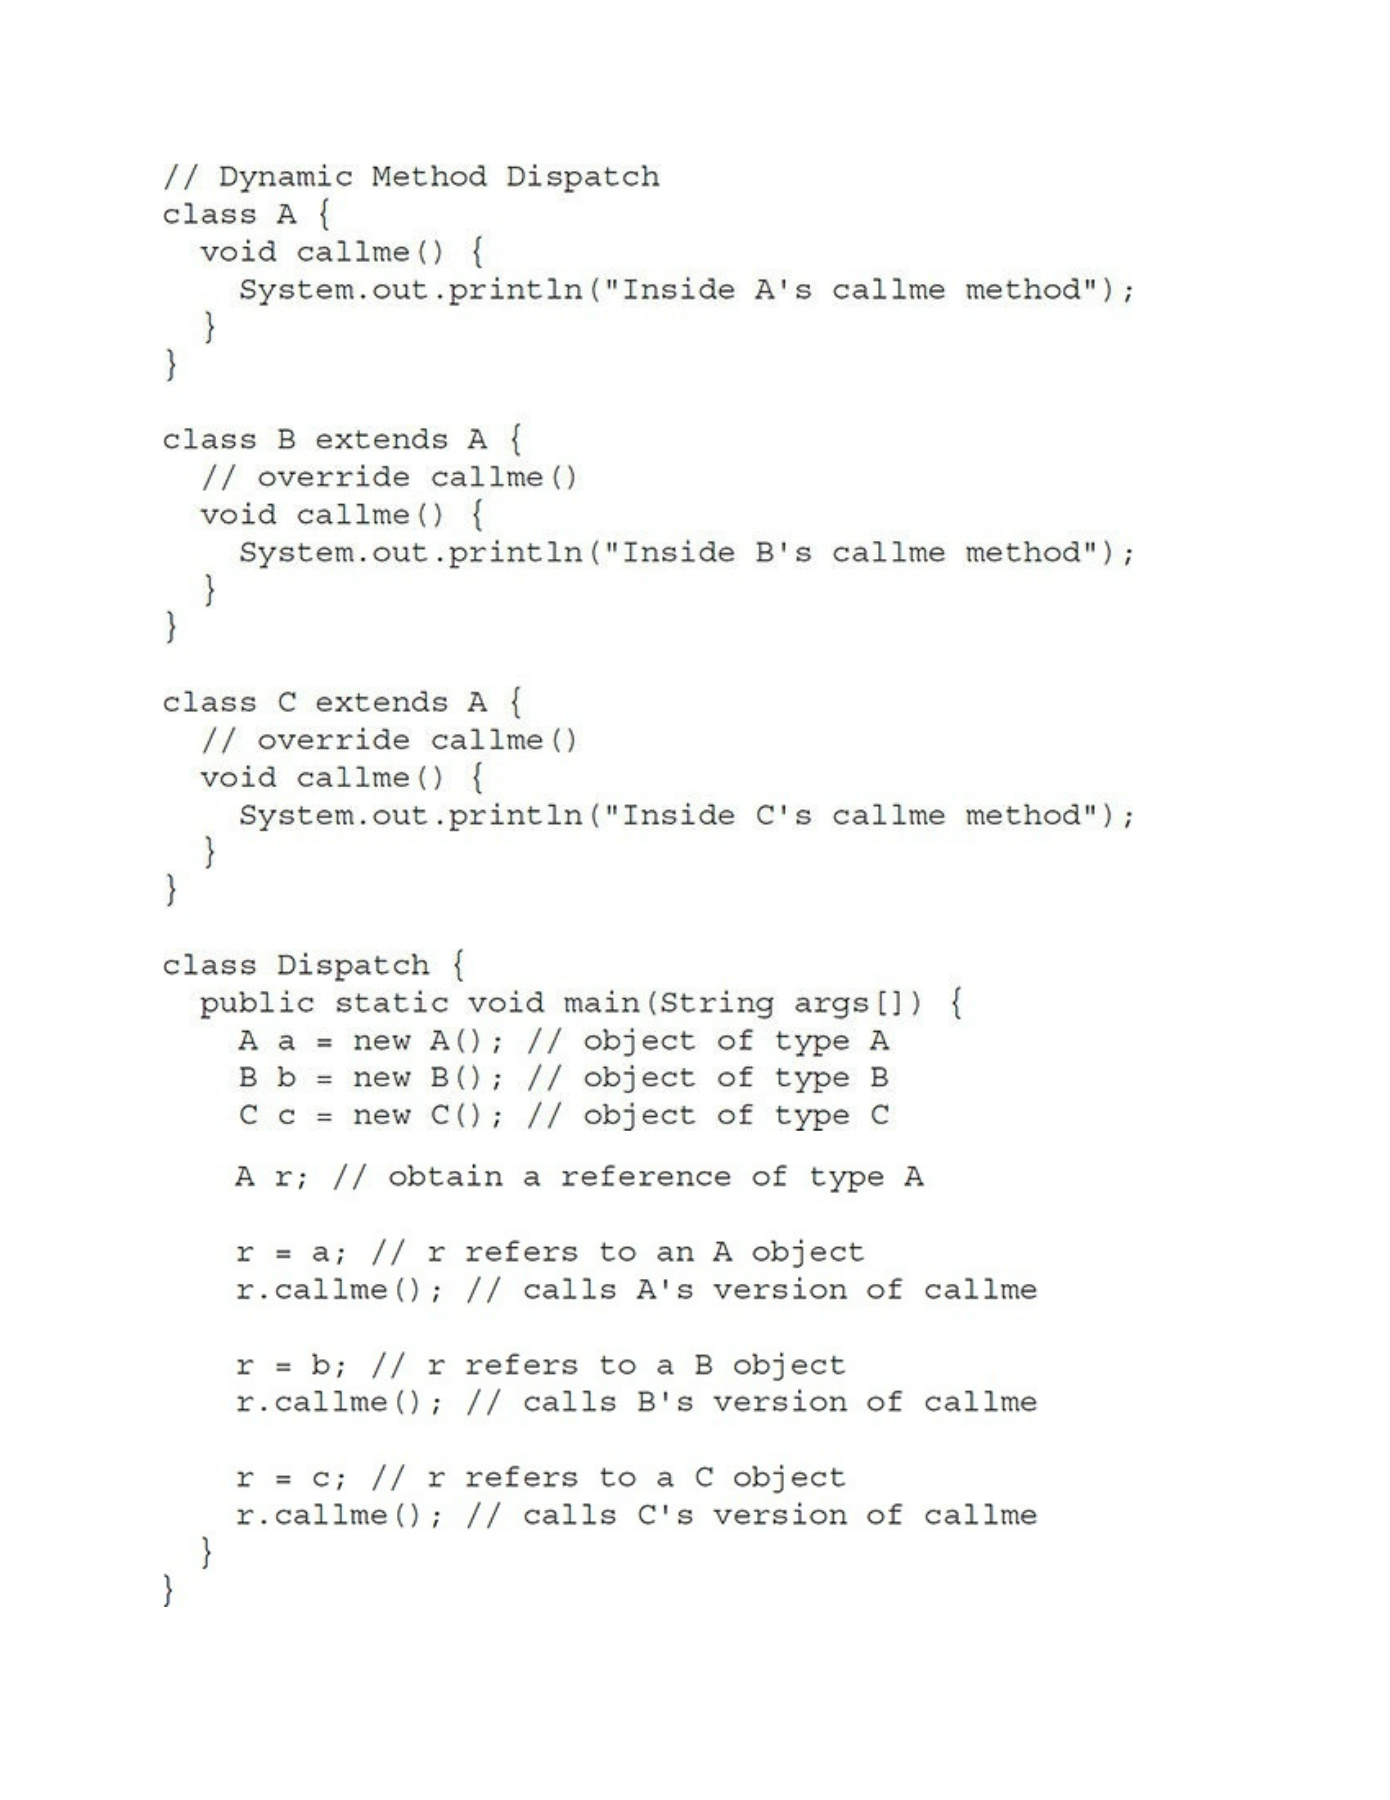 // Dynamic Method Dispatch
class A {
  void callme() {
    System.out.println("Inside A's callme method");
  }
}

class B extends A {
  // override callme()
  void callme() {
    System.out.println("Inside B's callme method");
  }
}

class C extends A {
  // override callme()
  void callme() {
    System.out.println("Inside C's callme method");
  }
}

class Dispatch {
  public static void main(String args[]) {
    A a = new A(); // object of type A
    B b = new B(); // object of type B
    C c = new C(); // object of type C

    A r; // obtain a reference of type A

    r = a; // r refers to an A object
    r.callme(); // calls A's version of callme

    r = b; // r refers to a B object
    r.callme(); // calls B's version of callme

    r = c; // r refers to a C object
    r.callme(); // calls C's version of callme
  }
}